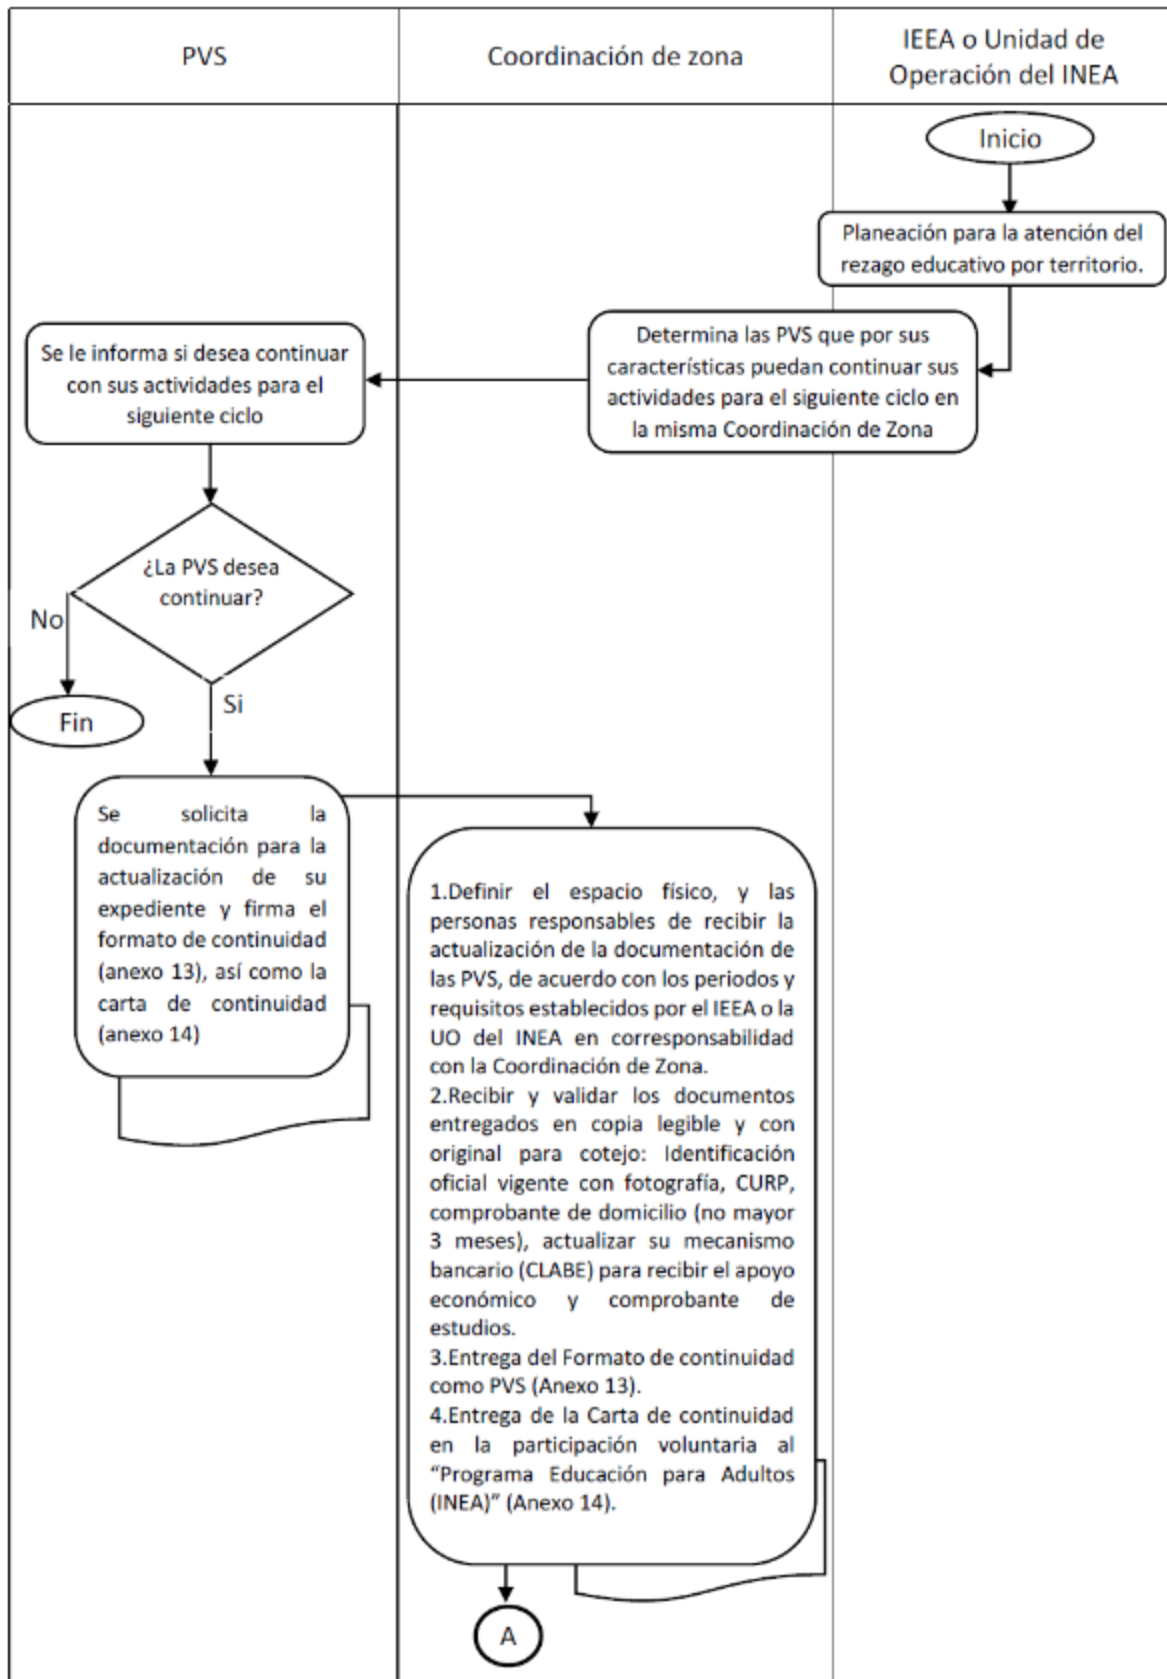 PVS
Coordinación de zona
IEEA o Unidad de
Operación del INEA
Inicio
Planeación para la atención del
rezago educativo por territorio.
Determina las PVS que por sus
características puedan continuar sus
actividades para el siguiente ciclo en
la misma Coordinación de Zona
Se le informa si desea continuar
con sus actividades para el
siguiente ciclo
¿La PVS desea
continuar?
No
Fin
Si
Se solicita la
documentación para la
actualización de su
expediente y firma el
formato de continuidad
(anexo 13), así como la
carta de continuidad
(anexo 14)
1.Definir el espacio físico, y las
personas responsables de recibir la
actualización de la documentación de
las PVS, de acuerdo con los periodos y
requisitos establecidos por el IEEA o la
UO del INEA en corresponsabilidad
con la Coordinación de Zona.
2.Recibir y validar los documentos
entregados en copia legible y con
original para cotejo: Identificación
oficial vigente con fotografía, CURP,
comprobante de domicilio (no mayor
3 meses), actualizar su mecanismo
bancario (CLABE) para recibir el apoyo
económico y comprobante de
estudios.
3.Entrega del Formato de continuidad
como PVS (Anexo 13).
4.Entrega de la Carta de continuidad
en la participación voluntaria al
“Programa Educación para Adultos
(INEA)” (Anexo 14).
A